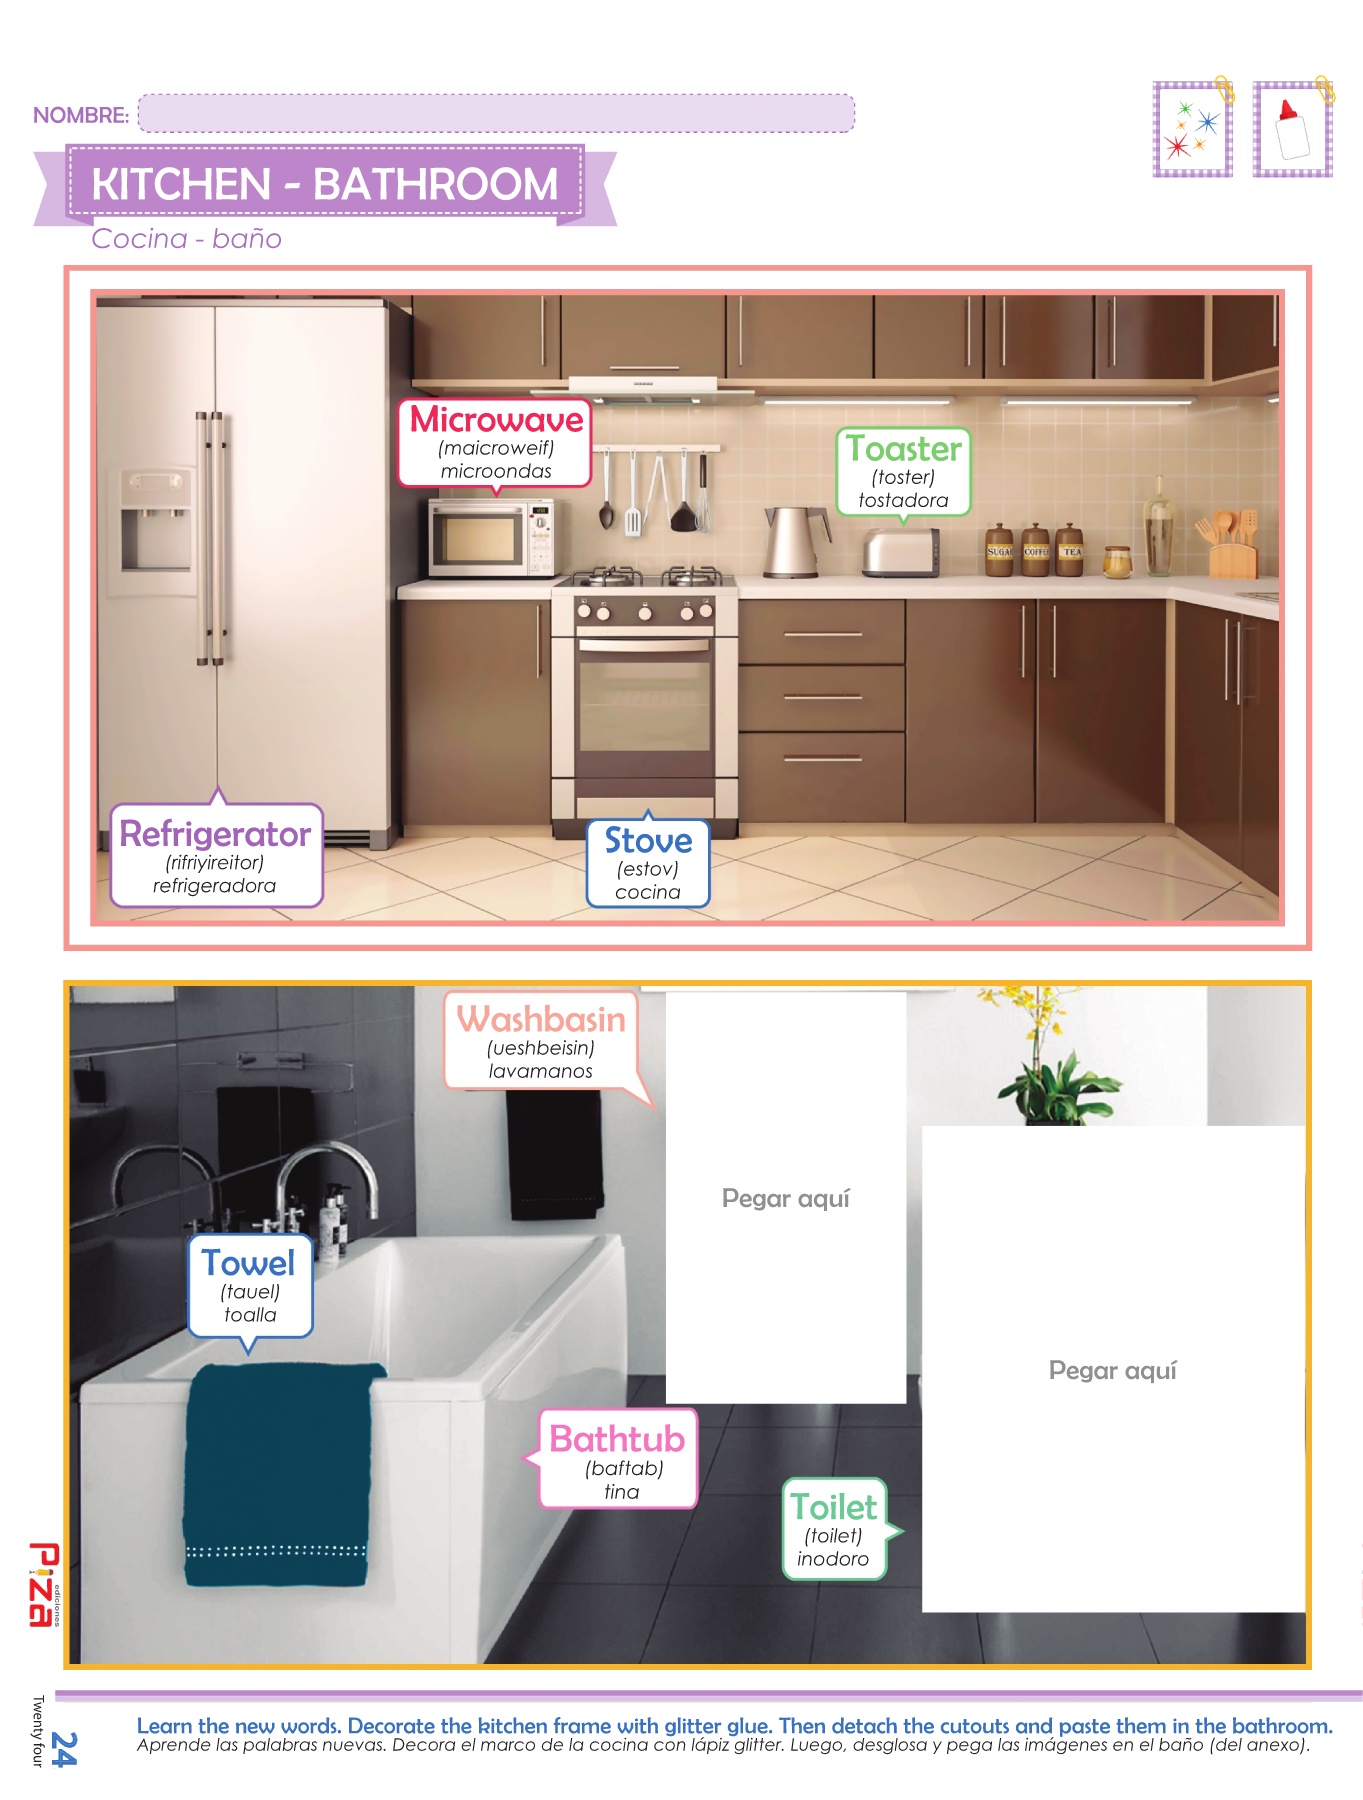 NOMBRE:
KITCHEN - BATHROOM
Cocina - baño
Microwave
(maicroweif)
microondas
Toaster
(toster)
tostadora
SUGAR
COFFEE
TEA
Refrigerator
(rifriyireitor)
refrigeradora
Stove
(estov)
cocina
Washbasin
(ueshbeisin)
lavamanos
Pegar aquí
Towel
(tauel)
toalla
Pegar aquí
Bathtub
(baftab)
tina
Toilet
(toilet)
inodoro
Piza
ediciones
Twenty four
24
Learn the new words. Decorate the kitchen frame with glitter glue. Then detach the cutouts and paste them in the bathroom.
Aprende las palabras nuevas. Decora el marco de la cocina con lápiz glitter. Luego, desglosa y pega las imágenes en el baño (del anexo).